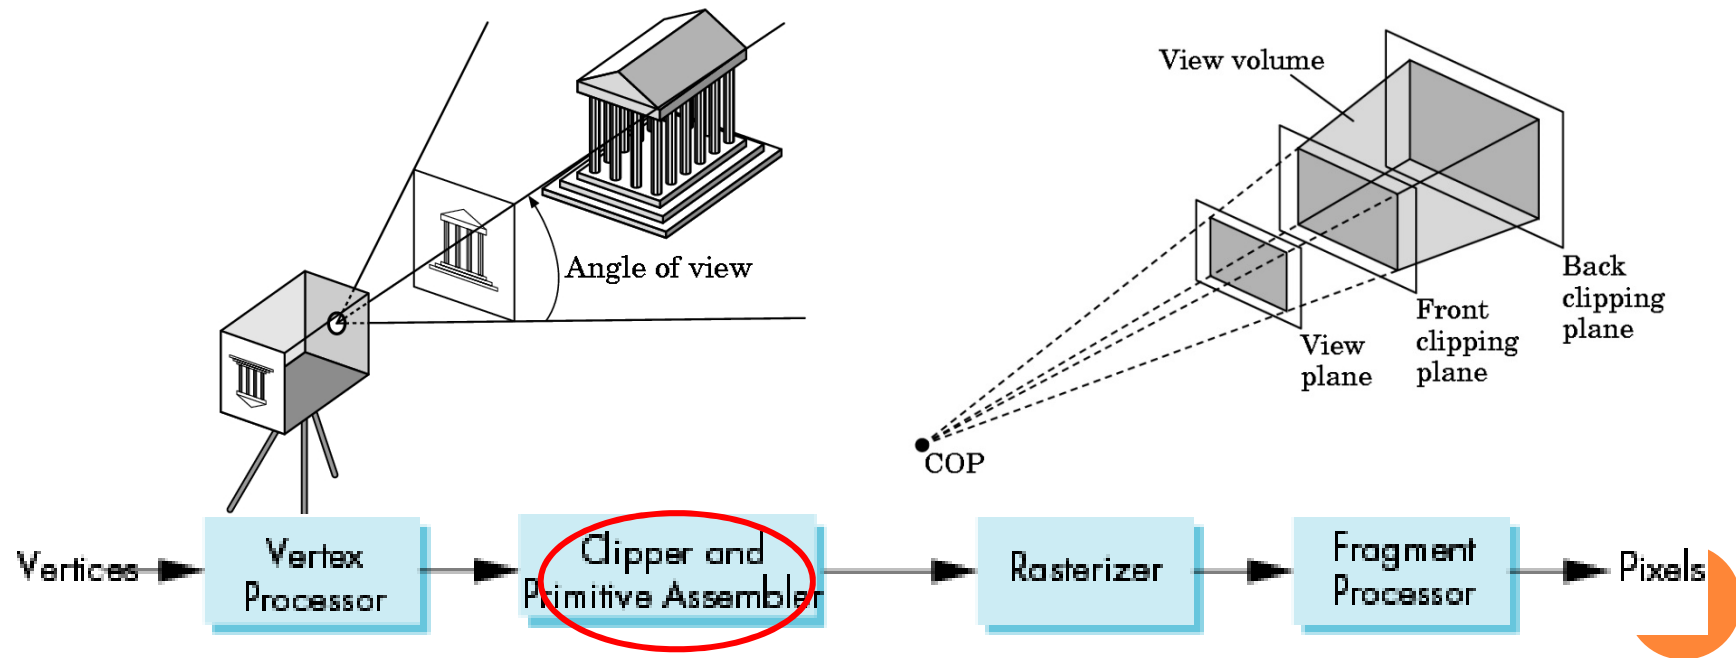 View volume
Angle of view
Back
clipping
plane
Front
clipping
plane
View
plane
COP
Vertices
Vertex
Processor
Clipper and
Primitive Assembler
Rasterizer
Fragment
Processor
Pixels